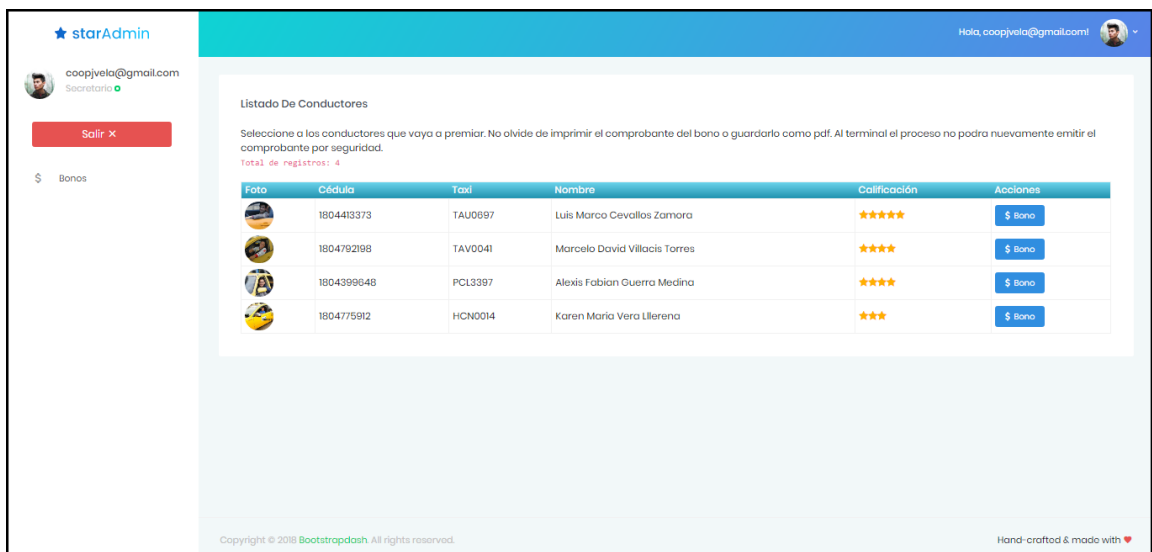 starAdmin
Hola, coopjvela@gmail.com!
coopjvela@gmail.com
Secretario
Salir ×
$ Bonos
Listado De Conductores
Seleccione a los conductores que vaya a premiar. No olvide de imprimir el comprobante del bono o guardarlo como pdf. Al terminal el proceso no podra nuevamente emitir el
comprobante por seguridad.
Total de registros: 4
Foto Cédula Taxi Nombre Calificación Acciones
1804413373 TAU0697 Luis Marco Cevallos Zamora $ Bono
1804792198 TAV0041 Marcelo David Villacis Torres $ Bono
1804399648 PCL3397 Alexis Fabian Guerra Medina $ Bono
1804775912 HCN0014 Karen Maria Vera Lllerena $ Bono
Copyright © 2018 Bootstrapdash. All rights reserved.
Hand-crafted & made with